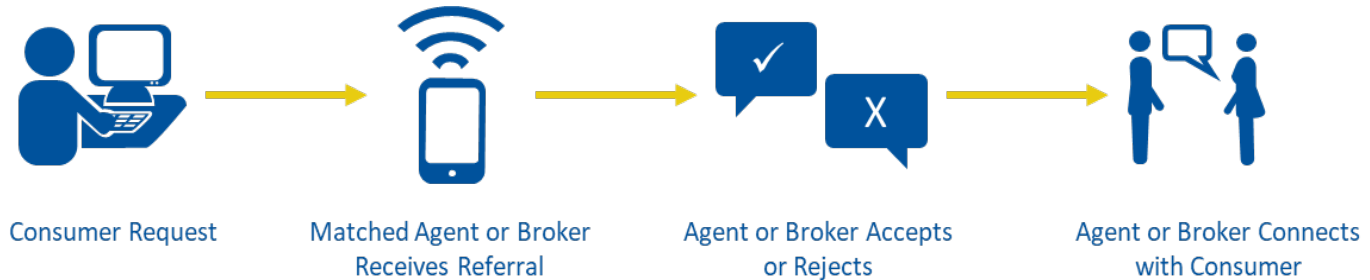 X
Consumer Request
Matched Agent or Broker
Receives Referral
Agent or Broker Accepts
or Rejects
Agent or Broker Connects
with Consumer